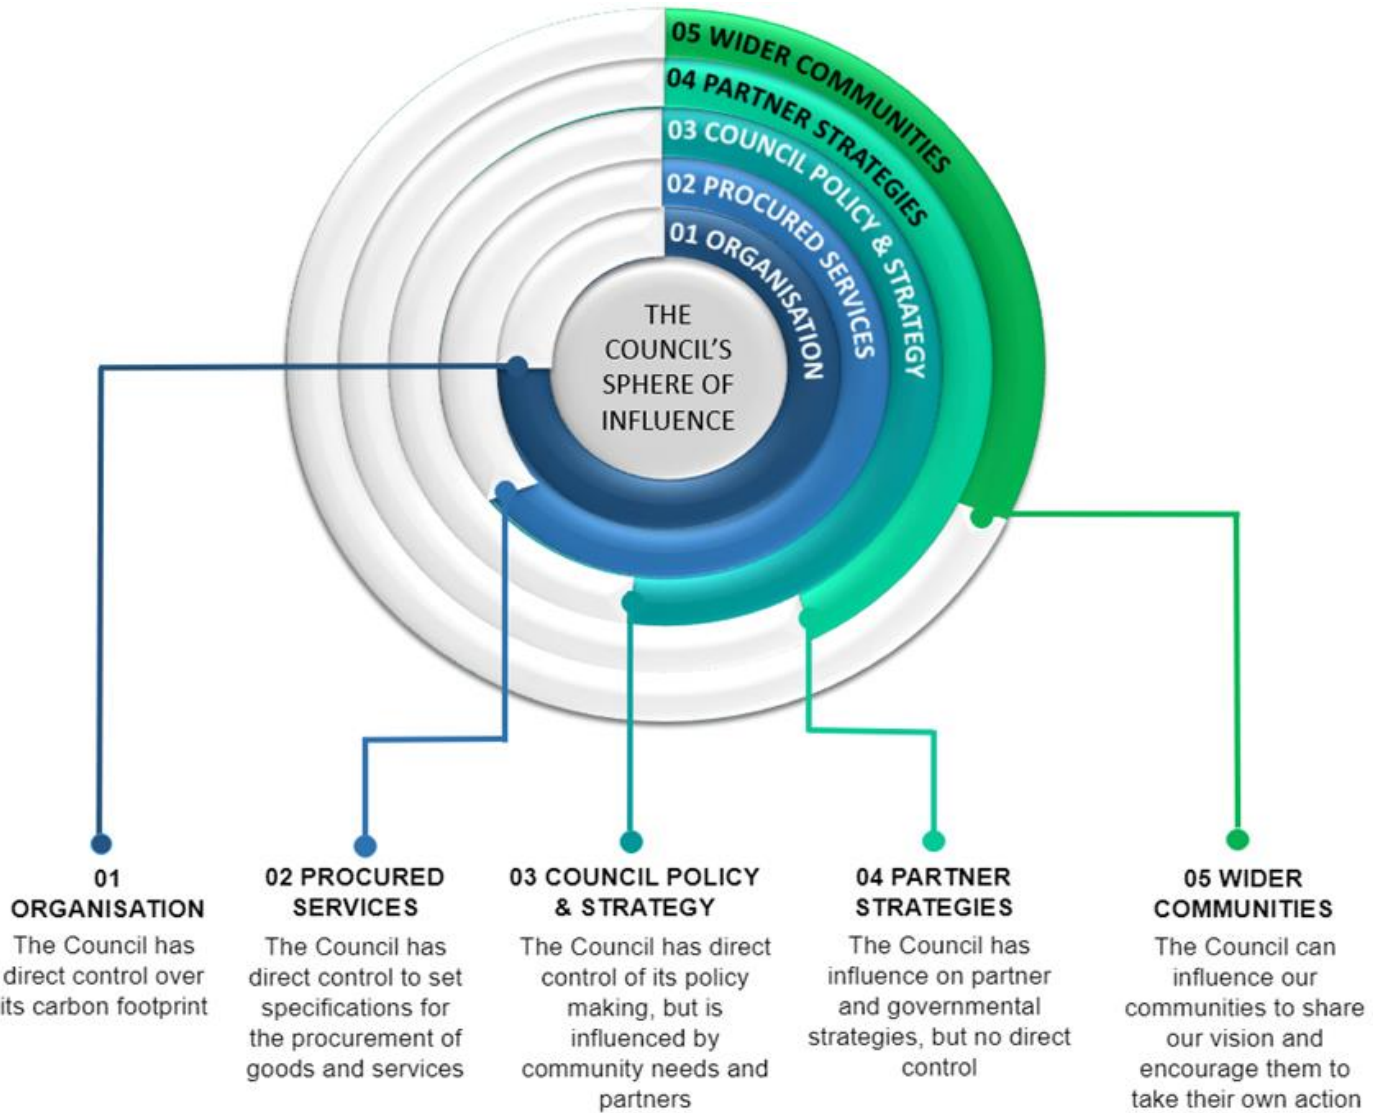 05 WIDER COMMUNITIES
04 PARTNER STRATEGIES
03 COUNCIL POLICY & STRATEGY
02 PROCURED SERVICES
01 ORGANISATION
THE
COUNCIL'S
SPHERE OF
INFLUENCE
01
ORGANISATION
The Council has
direct control over
its carbon footprint
02 PROCURED
SERVICES
The Council has
direct control to set
specifications for
the procurement of
goods and services
03 COUNCIL POLICY
& STRATEGY
The Council has direct
control of its policy
making, but is
influenced by
community needs and
partners
04 PARTNER
STRATEGIES
The Council has
influence on partner
and governmental
strategies, but no direct
control
05 WIDER
COMMUNITIES
The Council can
influence our
communities to share
our vision and
encourage them to
take their own action